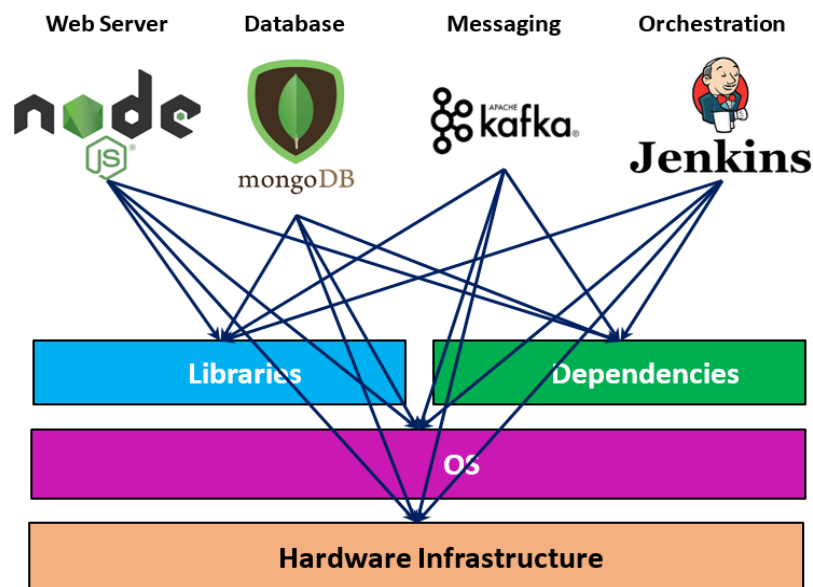 Web Server
Database
Messaging
Orchestration
node
JS®
mongoDB
APACHE
kafka®
Jenkins
Libraries
Dependencies
OS
Hardware Infrastructure